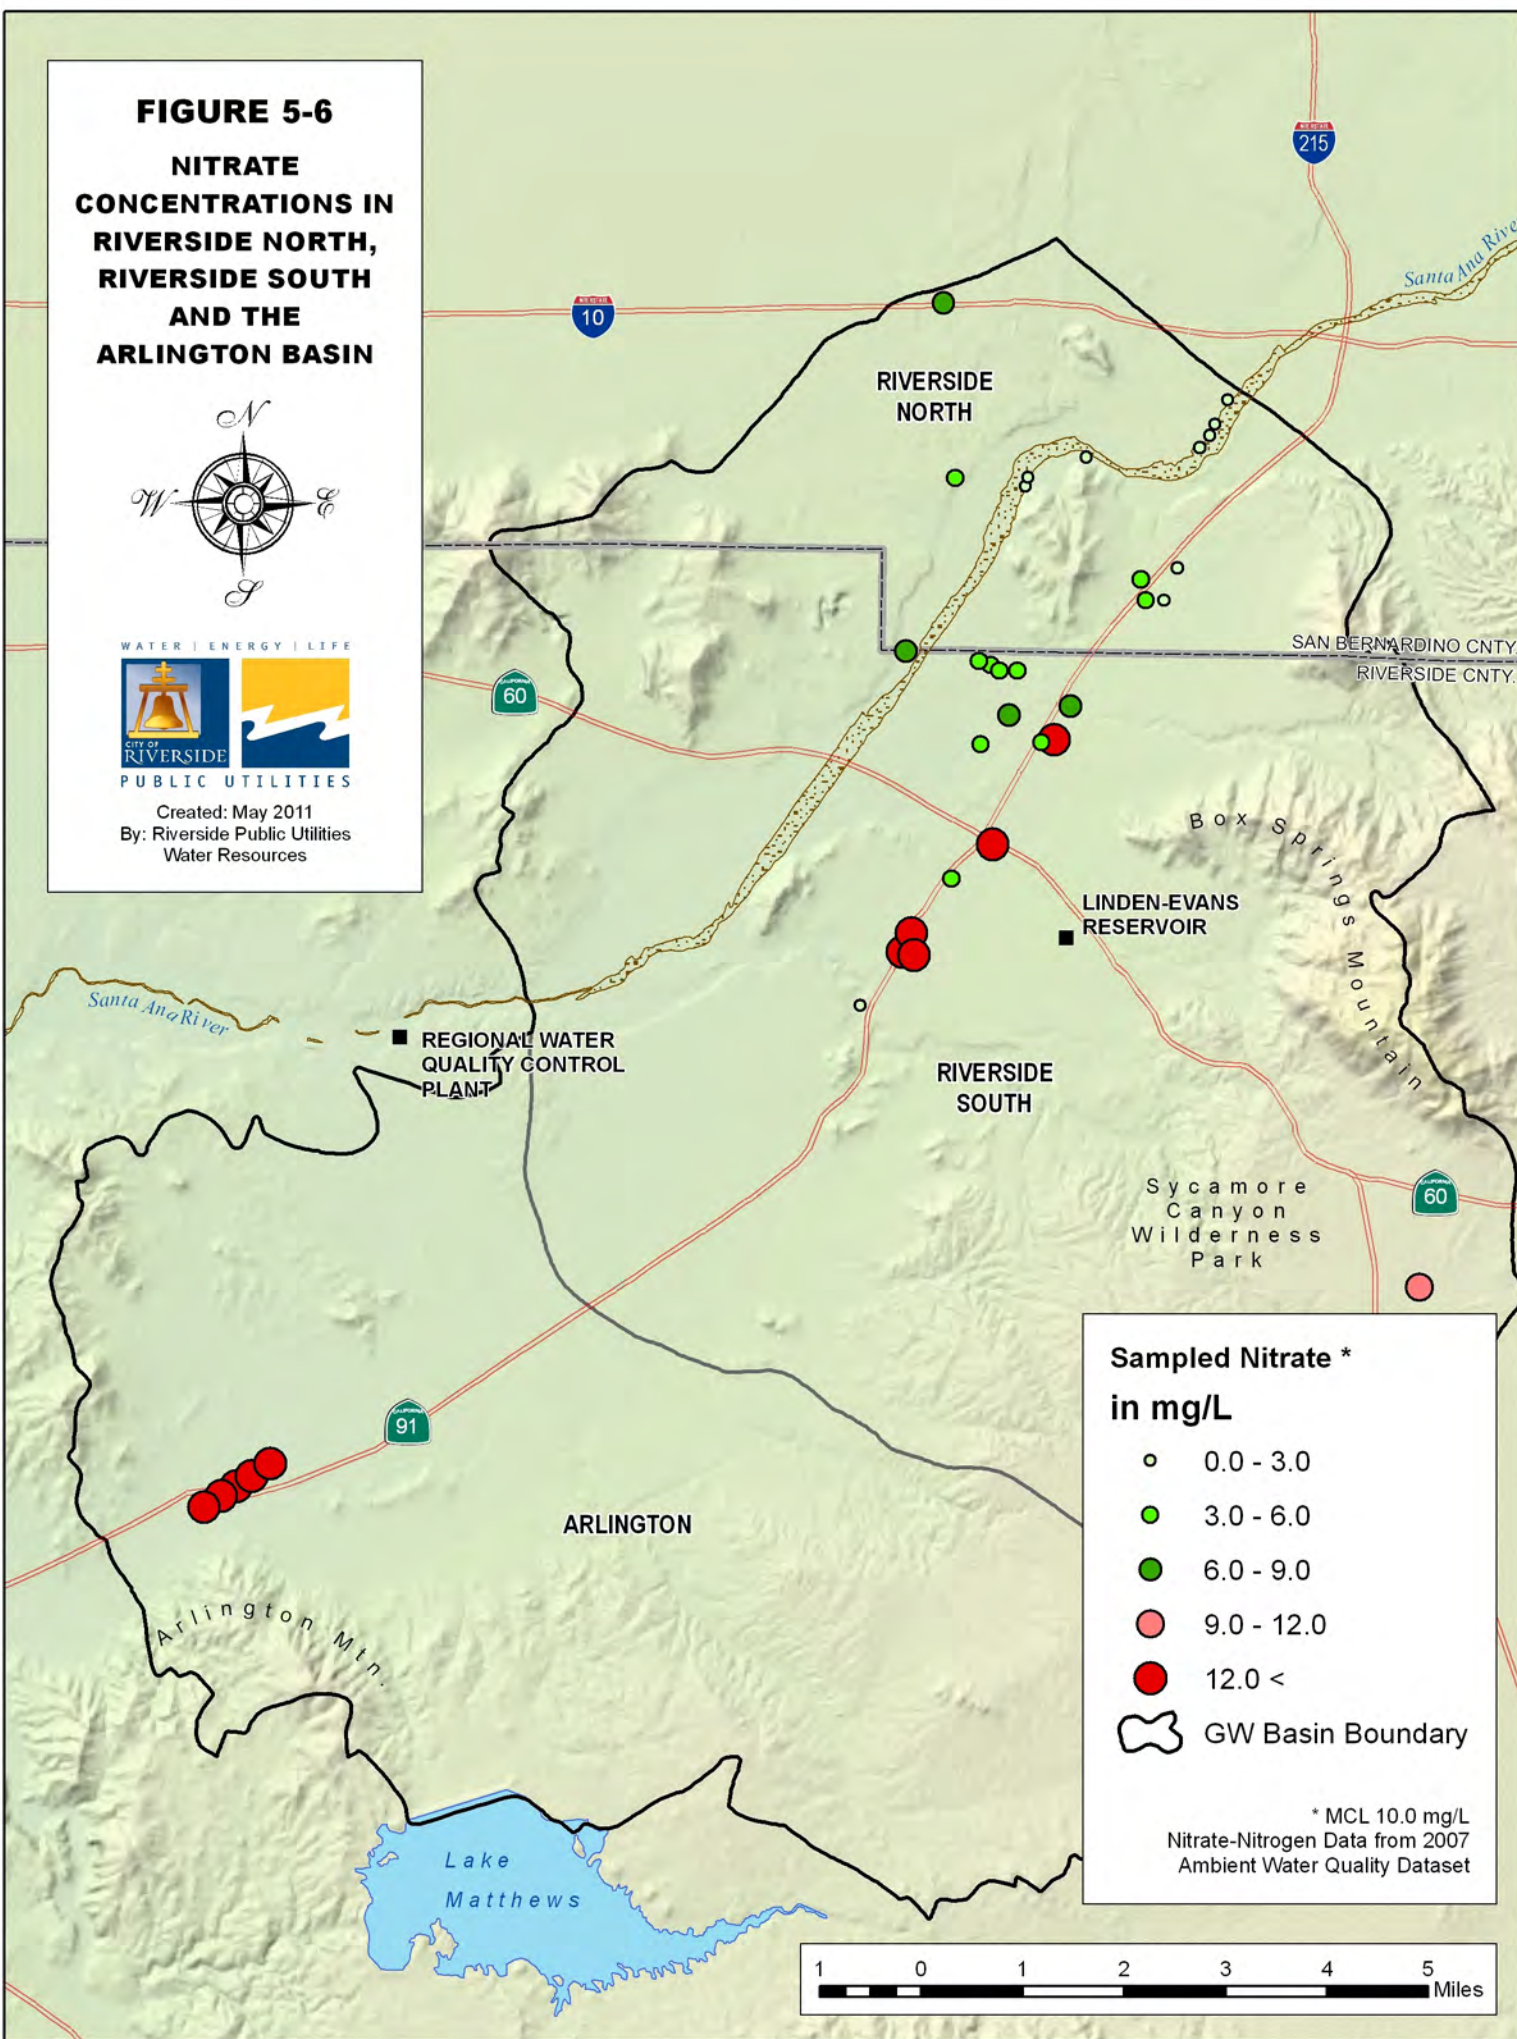 FIGURE 5-6
NITRATE
CONCENTRATIONS IN
RIVERSIDE NORTH,
RIVERSIDE SOUTH
AND THE
ARLINGTON BASIN
N
W
E
S
WATER | ENERGY | LIFE
CITY OF
RIVERSIDE
PUBLIC UTILITIES
Created: May 2011
By: Riverside Public Utilities
Water Resources
INTERSTATE
215
Santa Ana Rive
INTERSTATE
10
RIVERSIDE
NORTH
SAN BERNARDINO CNTY.
RIVERSIDE CNTY.
CALIFORNIA
60
Box Springs Mountain
LINDEN-EVANS
RESERVOIR
Santa Ana River
REGIONAL WATER
QUALITY CONTROL
PLANT
RIVERSIDE
SOUTH
Sycamore
Canyon
Wilderness
Park
CALIFORNIA
60
CALIFORNIA
91
ARLINGTON
Arlington Mtn.
Lake
Matthews
Sampled Nitrate *
in mg/L
0.0 - 3.0
3.0 - 6.0
6.0 - 9.0
9.0 - 12.0
12.0 <
GW Basin Boundary
* MCL 10.0 mg/L
Nitrate-Nitrogen Data from 2007
Ambient Water Quality Dataset
1 0 1 2 3 4 5
Miles